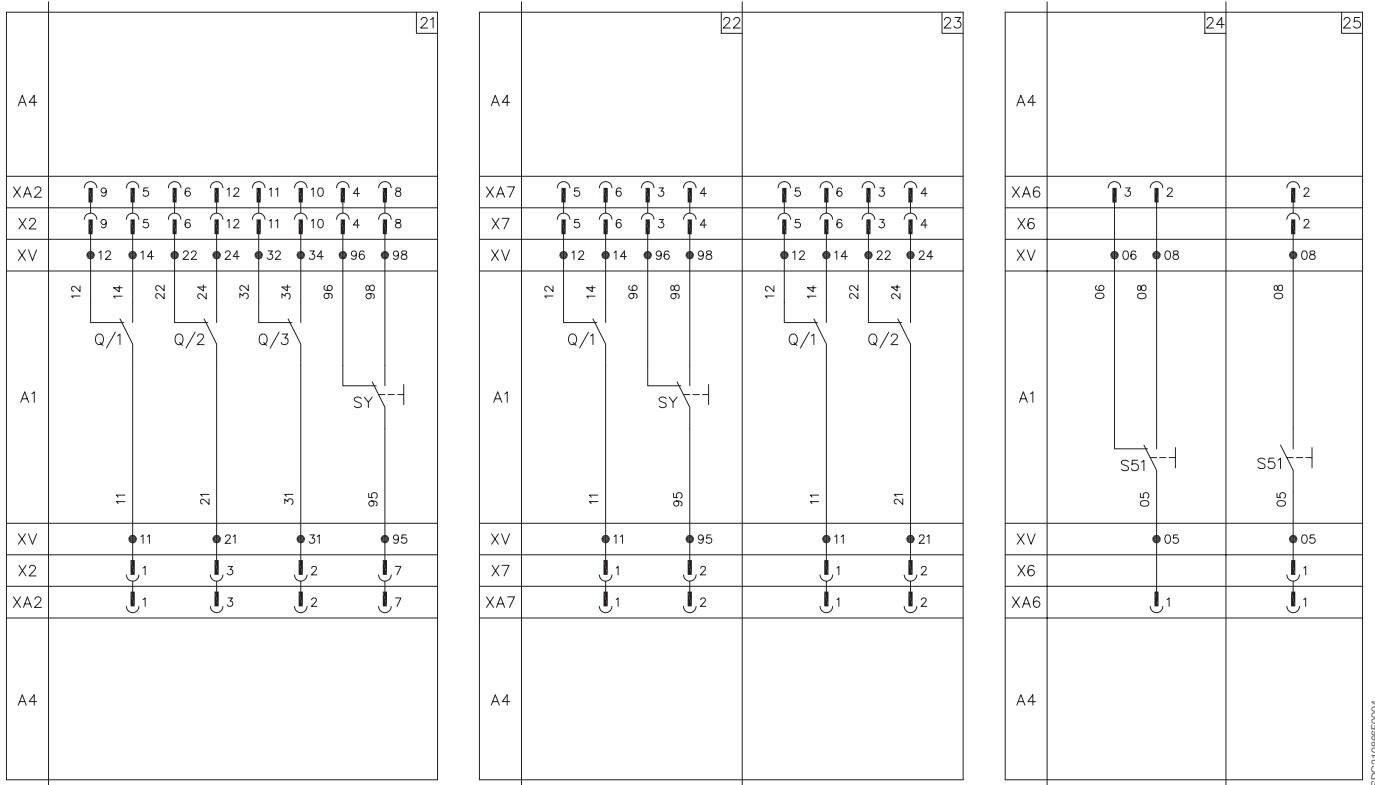 21
22
23
24
25
A4
A4
A4
XA2 9 5 6 12 11 10 4 8
XA7 5 6 3 4 5 6 3 4
XA6 3 2 2
X2 9 5 6 12 11 10 4 8
X7 5 6 3 4 5 6 3 4
X6 2
XV 12 14 22 24 32 34 96 98
XV 12 14 96 98 12 14 22 24
XV 06 08 08
12 14 22 24 32 34 96 98
12 14 96 98 12 14 22 24
06 08 08
Q/1 Q/2 Q/3
Q/1 Q/1 Q/2
A1 SY
A1 SY
A1
S51 S51
11 21 31 95
11 95 11 21
05 05
XV 11 21 31 95
XV 11 95 11 21
XV 05 05
X2 1 3 2 7
X7 1 2 1 2
X6 1
XA2 1 3 2 7
XA7 1 2 1 2
XA6 1 1
A4
A4
A4